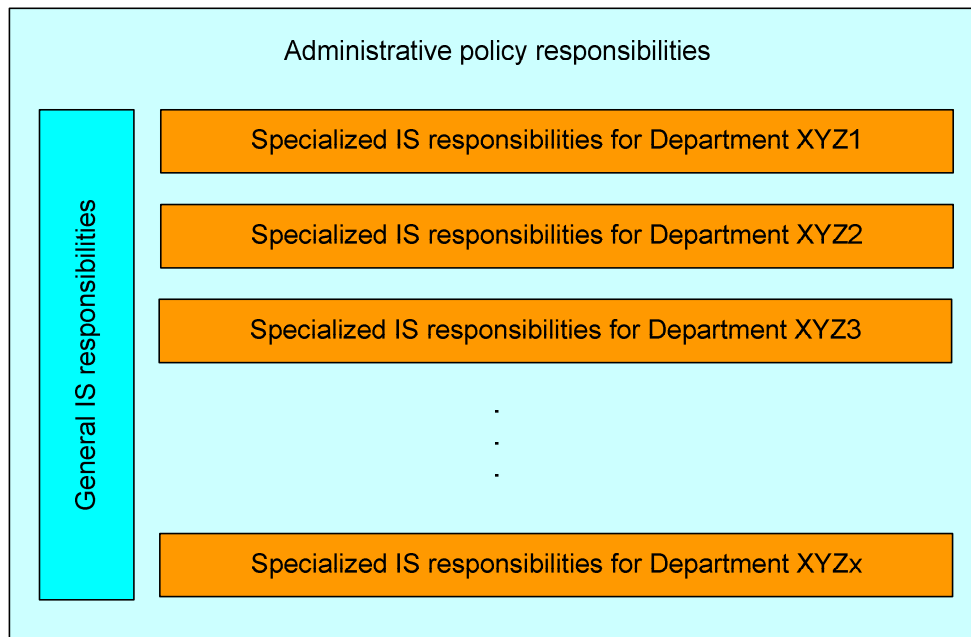 Administrative policy responsibilities
General IS responsibilities
Specialized IS responsibilities for Department XYZ1
Specialized IS responsibilities for Department XYZ2
Specialized IS responsibilities for Department XYZ3
.
.
.
Specialized IS responsibilities for Department XYZx